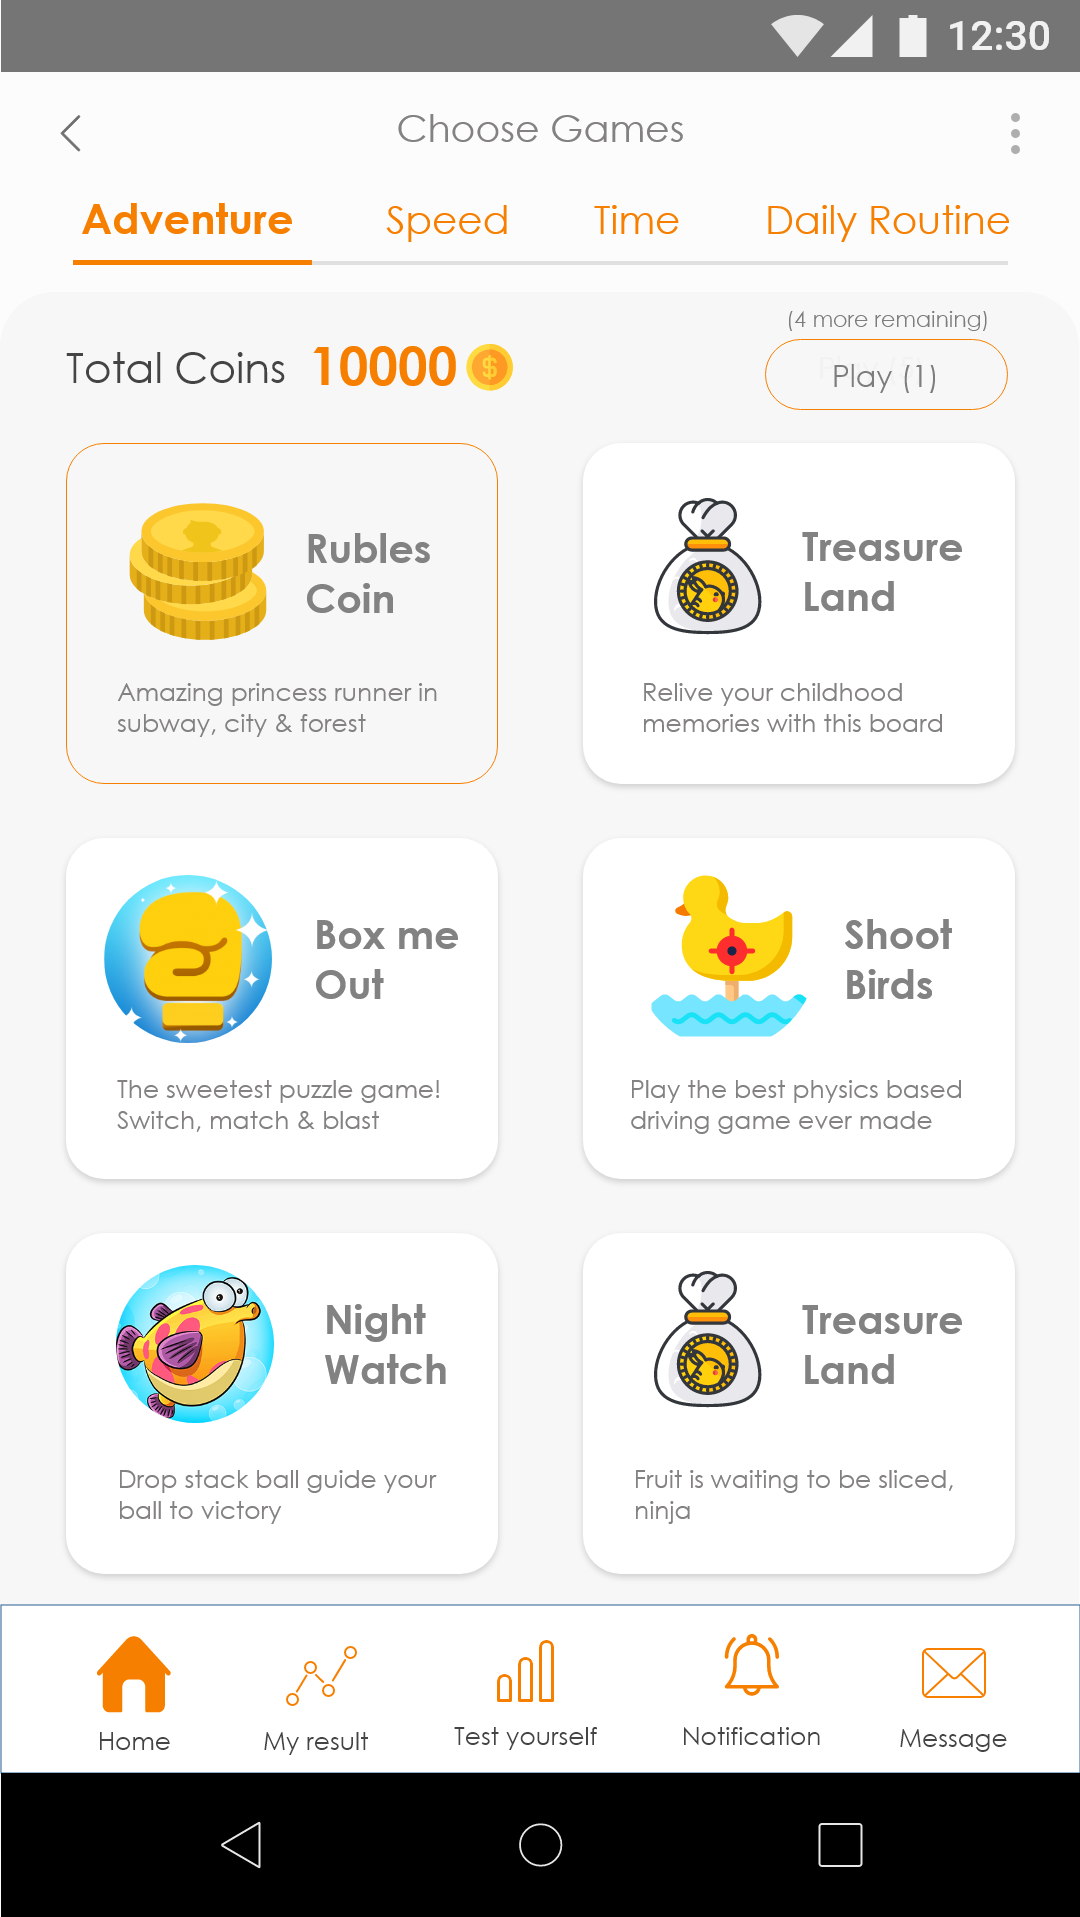 12:30
Choose Games
Adventure
Speed
Time
Daily Routine
(4 more remaining)
Total Coins 10000
$
Play (1)
Rubles
Coin
Amazing princess runner in
subway, city & forest
Treasure
Land
Relive your childhood
memories with this board
Box me
Out
The sweetest puzzle game!
Switch, match & blast
Shoot
Birds
Play the best physics based
driving game ever made
Night
Watch
Drop stack ball guide your
ball to victory
Treasure
Land
Fruit is waiting to be sliced,
ninja
Home
My result
Test yourself
Notification
Message